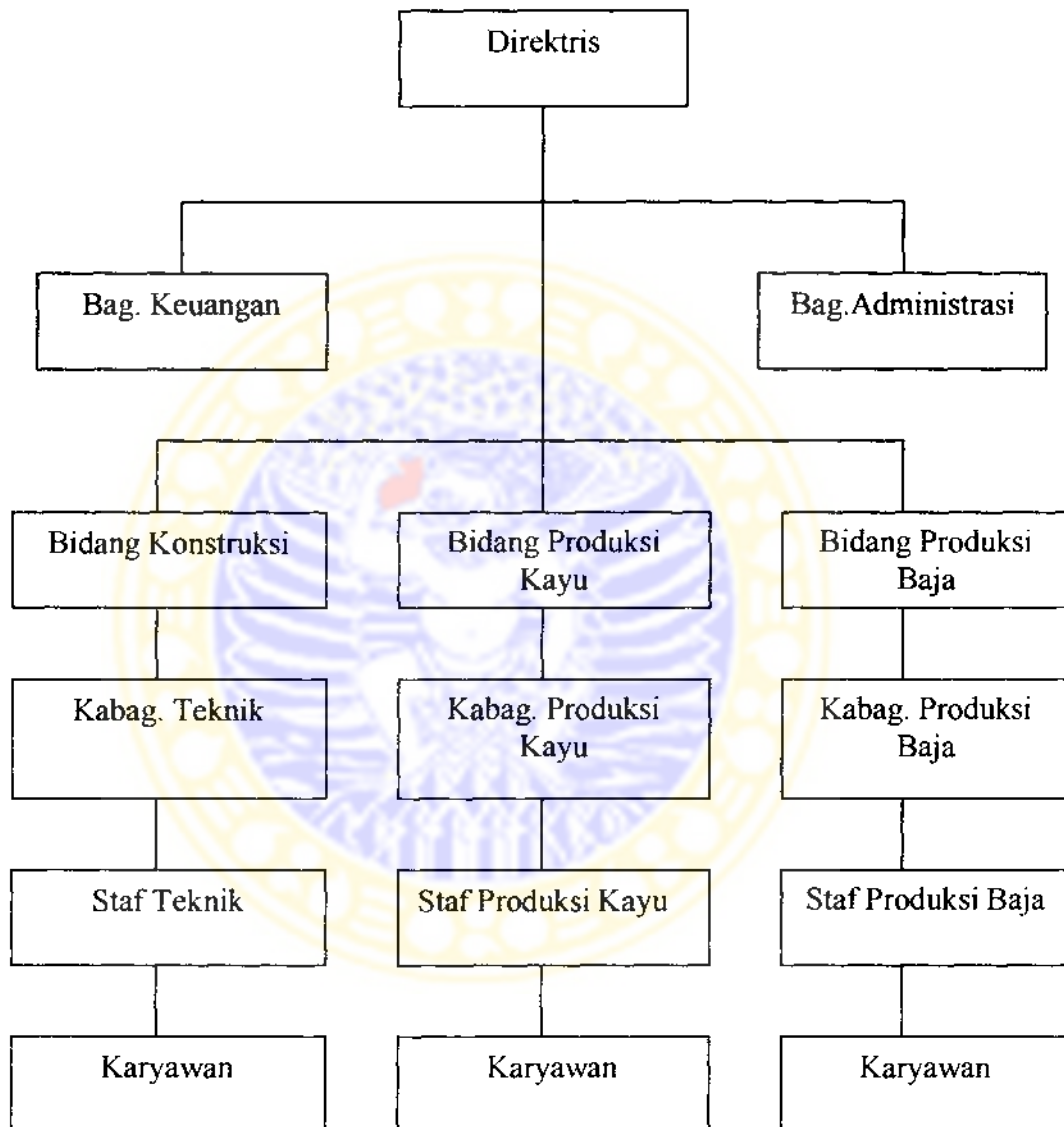 Direktris
Bag. Keuangan
Bag.Administrasi
Bidang Konstruksi
Bidang Produksi
Kayu
Bidang Produksi
Baja
Kabag. Teknik
Kabag. Produksi
Kayu
Kabag. Produksi
Baja
Staf Teknik
Staf Produksi Kayu
Staf Produksi Baja
Karyawan
Karyawan
Karyawan